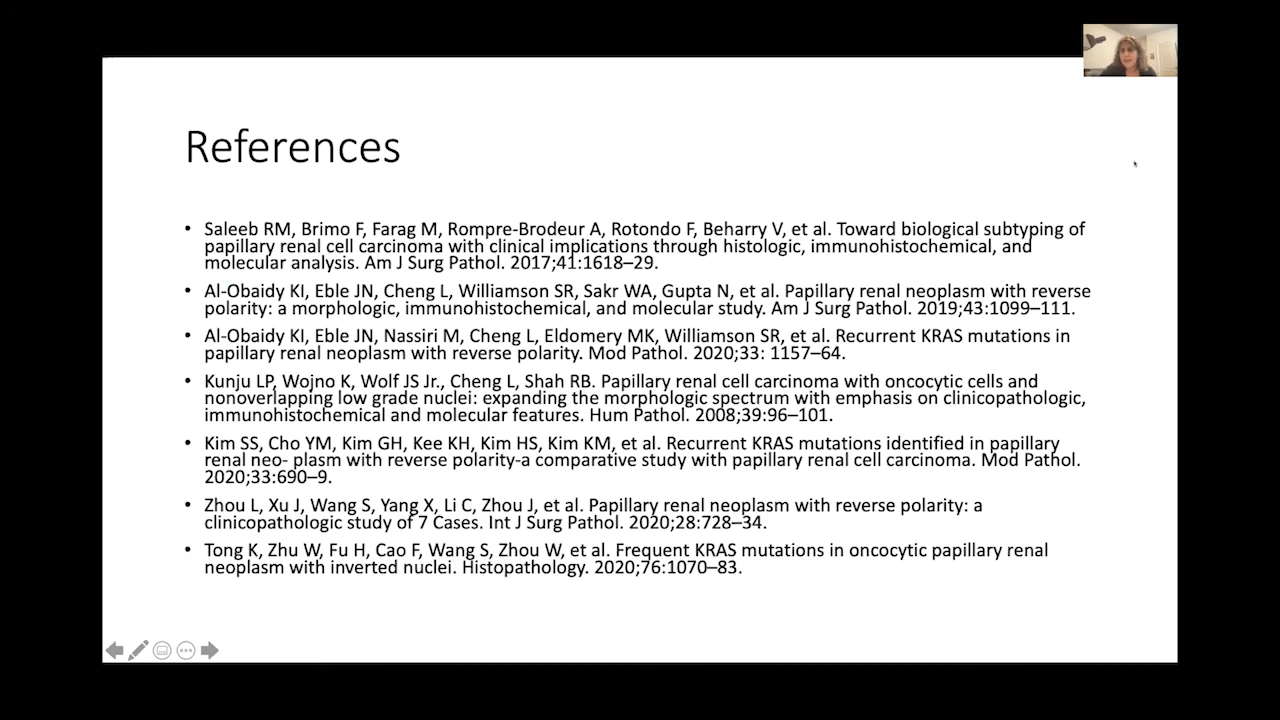 References
• Saleeb RM, Brimo F, Farag M, Rompre-Brodeur A, Rotondo F, Beharry V, et al. Toward biological subtyping of
papillary renal cell carcinoma with clinical implications through histologic, immunohistochemical, and
molecular analysis. Am J Surg Pathol. 2017;41:1618–29.
• Al-Obaidy KI, Eble JN, Cheng L, Williamson SR, Sakr WA, Gupta N, et al. Papillary renal neoplasm with reverse
polarity: a morphologic, immunohistochemical, and molecular study. Am J Surg Pathol. 2019;43:1099–111.
• Al-Obaidy KI, Eble JN, Nassiri M, Cheng L, Eldomery MK, Williamson SR, et al. Recurrent KRAS mutations in
papillary renal neoplasm with reverse polarity. Mod Pathol. 2020;33: 1157–64.
• Kunju LP, Wojno K, Wolf JS Jr., Cheng L, Shah RB. Papillary renal cell carcinoma with oncocytic cells and
nonoverlapping low grade nuclei: expanding the morphologic spectrum with emphasis on clinicopathologic,
immunohistochemical and molecular features. Hum Pathol. 2008;39:96–101.
• Kim SS, Cho YM, Kim GH, Kee KH, Kim HS, Kim KM, et al. Recurrent KRAS mutations identified in papillary
renal neo- plasm with reverse polarity-a comparative study with papillary renal cell carcinoma. Mod Pathol.
2020;33:690–9.
• Zhou L, Xu J, Wang S, Yang X, Li C, Zhou J, et al. Papillary renal neoplasm with reverse polarity: a
clinicopathologic study of 7 Cases. Int J Surg Pathol. 2020;28:728–34.
• Tong K, Zhu W, Fu H, Cao F, Wang S, Zhou W, et al. Frequent KRAS mutations in oncocytic papillary renal
neoplasm with inverted nuclei. Histopathology. 2020;76:1070–83.